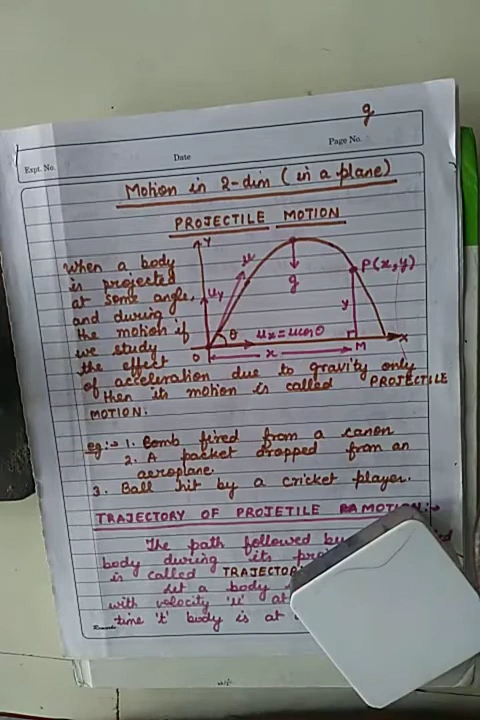 g
Expt. No.
Date
Page No.
Motion in 2-dim (in a plane)
PROJECTILE MOTION
When a body
is projected
at some angle,
and during
the motion if
we study
the effect
of acceleration due to gravity only
then its motion is called PROJECTILE
MOTION.
Y
u
uy
g
P(x,y)
y
θ
ux = ucosθ
O
x
M
X
eg:- 1. Bomb fired from a canon
2. A packet dropped from an
aeroplane.
3. Ball hit by a cricket player.
TRAJECTORY OF PROJETILE MOTION:-
The path followed by
body during its
is called TRAJECTOR
Let a body
with velocity 'u' at
time 't' body is at